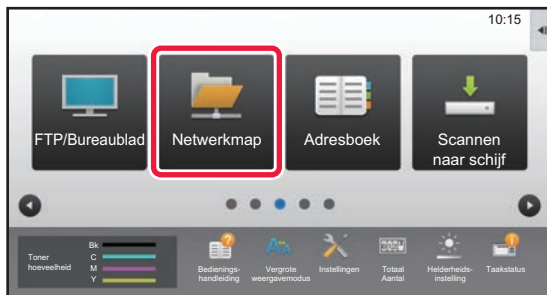 10:15
FTP/Bureaublad
Netwerkmap
Adresboek
Scannen
naar schijf
Toner
hoeveelheid
Bk
C
M
Y
Bedienings-
handleiding
Vergrote
weergavemodus
Instellingen
Totaal
Aantal
Helderheids-
instelling
Taakstatus